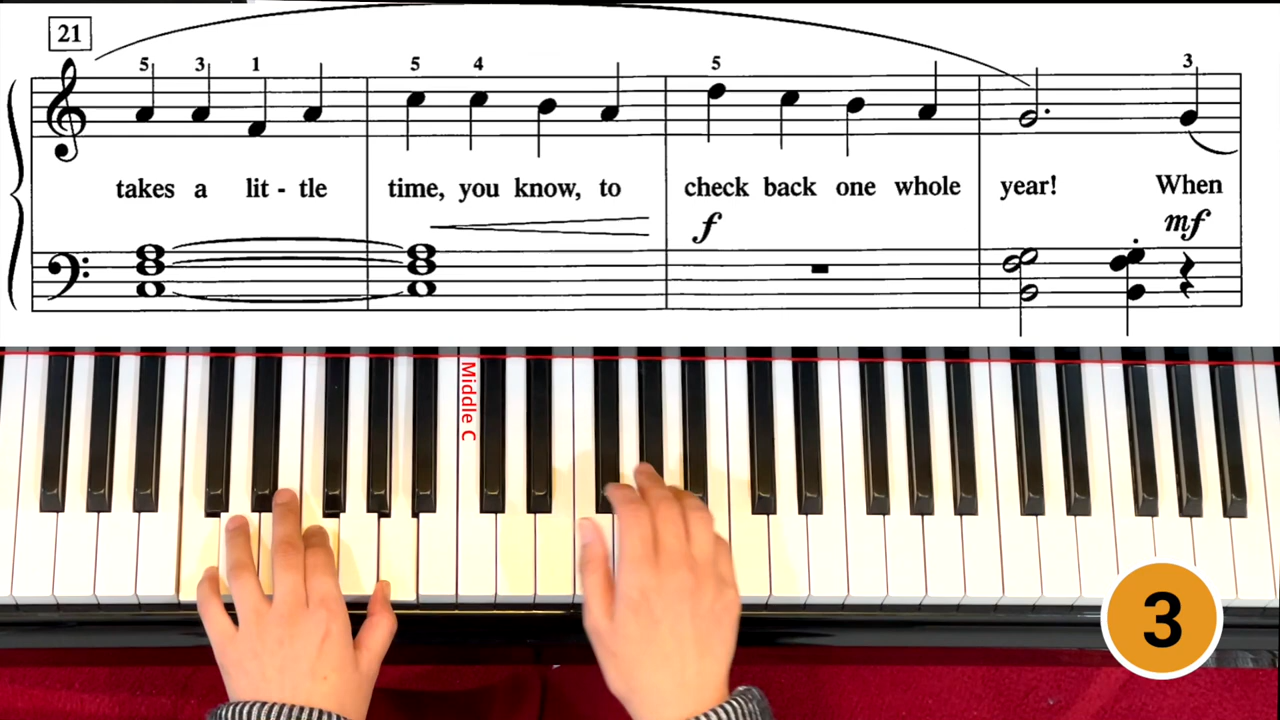 21
5 3 1 5 4 5 3
takes a lit - tle time, you know, to check back one whole year! When
f mf
Middle C
3